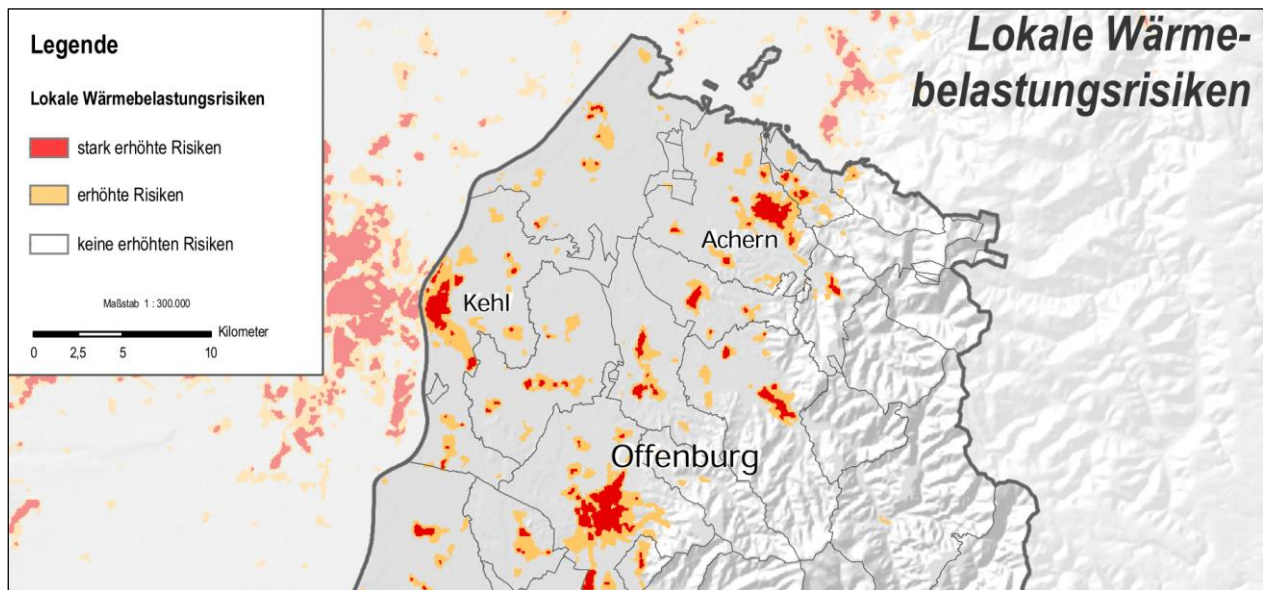 Legende
Lokale Wärmebelastungsrisiken
stark erhöhte Risiken
erhöhte Risiken
keine erhöhten Risiken
Maßstab 1 : 300.000
Kilometer
0 2,5 5 10
Lokale Wärme-
belastungsrisiken
Achern
Kehl
Offenburg